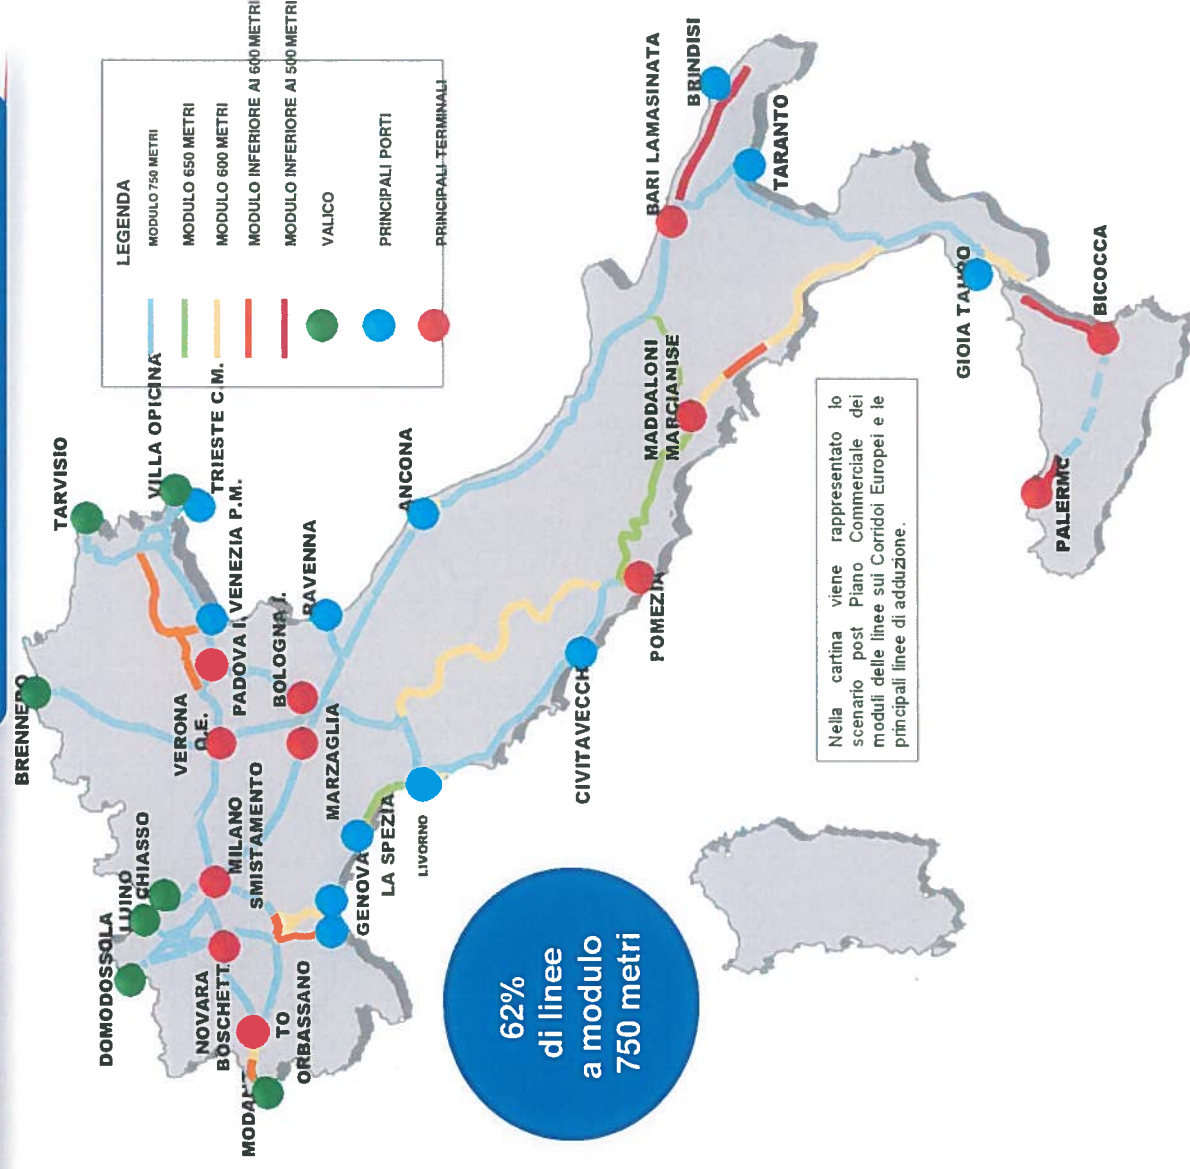 LEGENDA
MODULO 750 METRI
MODULO 650 METRI
MODULO 600 METRI
MODULO INFERIORE AI 600 METRI
MODULO INFERIORE AI 500 METRI
VALICO
PRINCIPALI PORTI
PRINCIPALI TERMINALI
BRENNERO
TARVISIO
VILLA OPICINA
TRIESTE C.M.
VENEZIA P.M.
PADOVA I.
VERONA
Q.E.
BOLOGNA I.
RAVENNA
ANCONA
MARZAGLIA
MILANO
SMISTAMENTO
CHIASSO
LUINO
DOMODOSSOLA
NOVARA
BOSCHETT
TO
ORBASSANO
MODANE
GENOVA
LA SPEZIA
LIVORNO
CIVITAVECCH
POMEZIA
MADDALONI
MARCIANISE
BARI LAMASINATA
BRINDISI
TARANTO
GIOIA TAURO
BICOCCA
PALERMO
62%
di linee
a modulo
750 metri
Nella cartina viene rappresentato lo
scenario post Piano Commerciale dei
moduli delle linee sui Corridoi Europei e le
principali linee di adduzione.